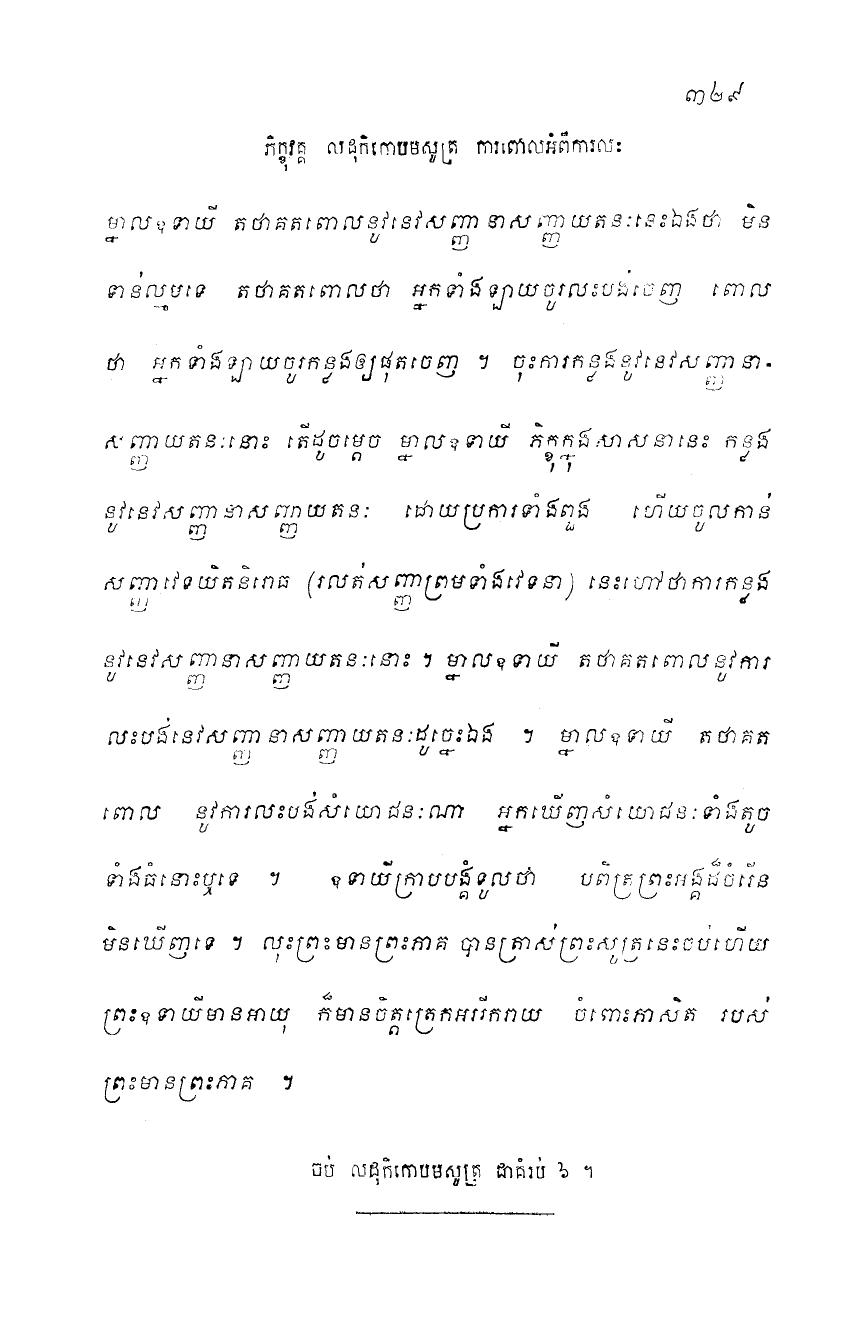 ៣២៩
ភិក្ខុវគ្គ លដុកិកោបមសូត្រ ការពោលអំពីការលះ
ម្នាលឧទាយី តថាគតពោលនូវនេវសញ្ញានាសញ្ញាយតនៈនេះឯងថា មិន
ទាន់ល្មមទេ តថាគតពោលថា អ្នកទាំងឡាយចូរលះបង់ចេញ ពោល
ថា អ្នកទាំងឡាយចូរកន្លងឲ្យផុតចេញ ។ ចុះការកន្លងនូវនេវសញ្ញានា-
សញ្ញាយតនៈនោះ តើដូចម្តេច ម្នាលឧទាយី ភិក្ខុក្នុងសាសនានេះ កន្លង
នូវនេវសញ្ញានាសញ្ញាយតនៈ ដោយប្រការទាំងពួង ហើយចូលកាន់
សញ្ញាវេទយិតនិរោធ (រលត់សញ្ញាព្រមទាំងវេទនា) នេះហៅថាការកន្លង
នូវនេវសញ្ញានាសញ្ញាយតនៈនោះ ។ ម្នាលឧទាយី តថាគតពោលនូវការ
លះបង់នេវសញ្ញានាសញ្ញាយតនៈដូច្នេះឯង ។ ម្នាលឧទាយី តថាគត
ពោល នូវការលះបង់សំយោជនៈណា អ្នកឃើញសំយោជនៈទាំងតូច
ទាំងធំនោះឬទេ ។ ឧទាយីក្រាបបង្គំទូលថា បពិត្រព្រះអង្គដ៏ចំរើន
មិនឃើញទេ ។ លុះព្រះមានព្រះភាគ បានត្រាស់ព្រះសូត្រនេះចប់ហើយ
ព្រះឧទាយីមានអាយុ ក៏មានចិត្តត្រេកអររីករាយ ចំពោះភាសិត របស់
ព្រះមានព្រះភាគ ។
ចប់ លដុកិកោបមសូត្រ ជាគំរប់ ៦ ។